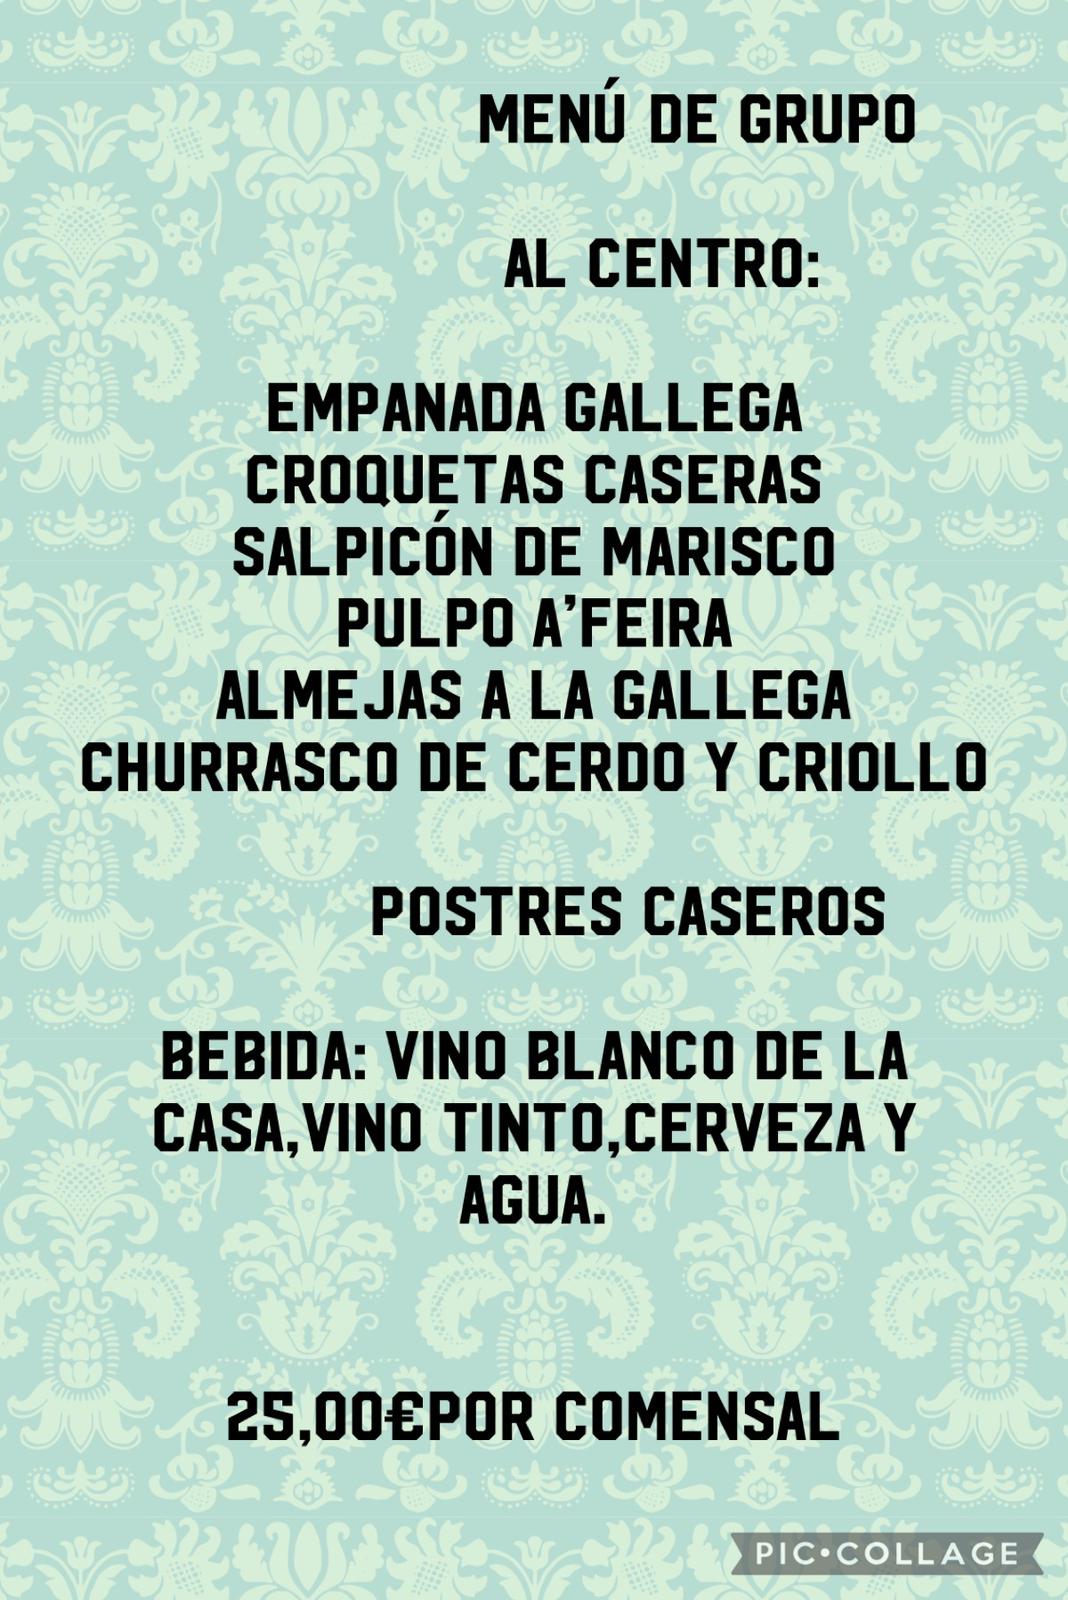 MENÚ DE GRUPO
AL CENTRO:
EMPANADA GALLEGA
CROQUETAS CASERAS
SALPICÓN DE MARISCO
PULPO A’FEIRA
ALMEJAS A LA GALLEGA
CHURRASCO DE CERDO Y CRIOLLO
POSTRES CASEROS
BEBIDA: VINO BLANCO DE LA
CASA,VINO TINTO,CERVEZA Y
AGUA.
25,00€POR COMENSAL
PIC•COLLAGE